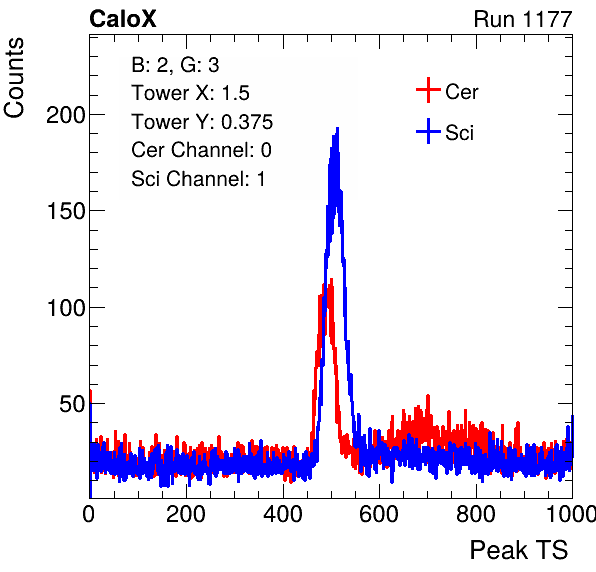 CaloX Run 1177
Counts
B: 2, G: 3
Tower X: 1.5
Tower Y: 0.375
Cer Channel: 0
Sci Channel: 1
Cer
Sci
200
150
100
50
0 200 400 600 800 1000
Peak TS